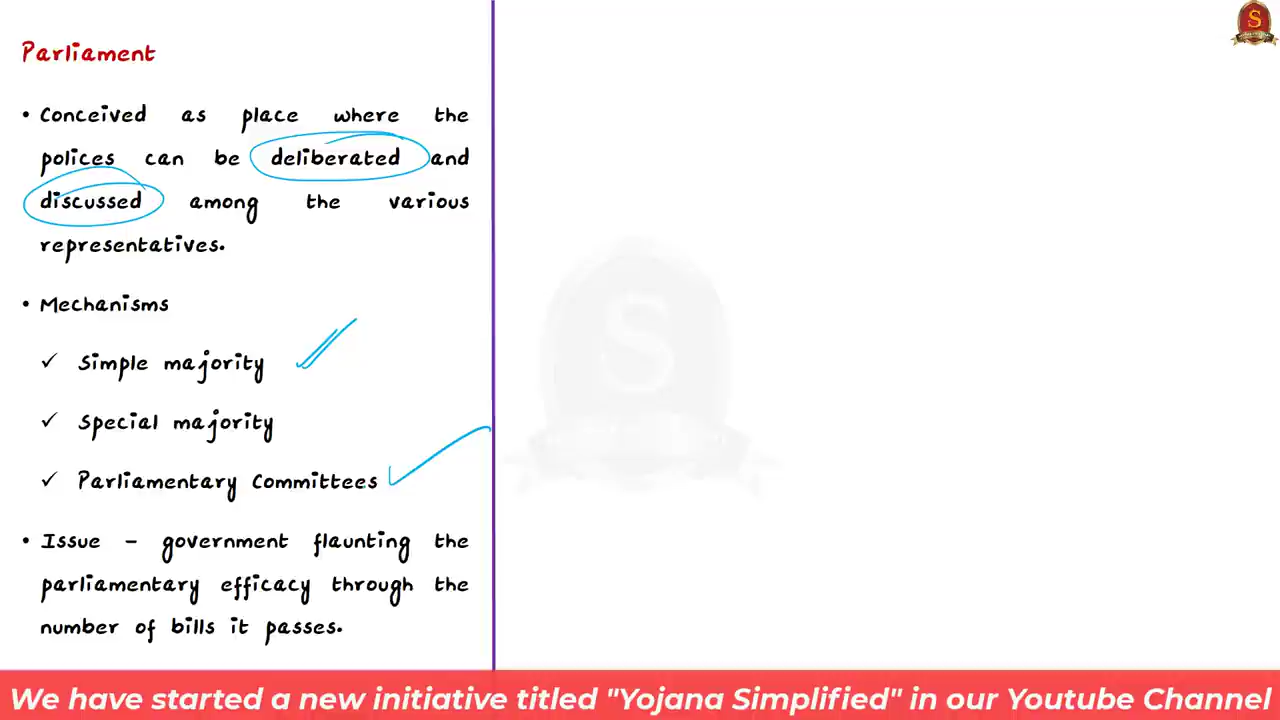 Parliament
• Conceived as place where the
polices can be deliberated and
discussed among the various
representatives.
• Mechanisms
✓ Simple majority
✓ Special majority
✓ Parliamentary Committees
• Issue – government flaunting the
parliamentary efficacy through the
number of bills it passes.
S
S
We have started a new initiative titled "Yojana Simplified" in our Youtube Channel